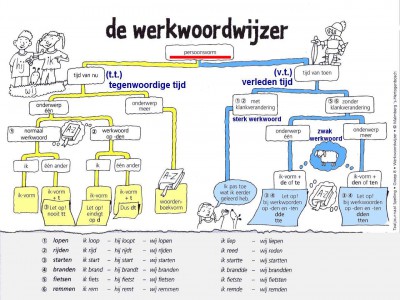 de werkwoordwijzer
persoonsvorm
tijd van nu
(t.t.)
tegenwoordige tijd
(v.t.)
verleden tijd
tijd van toen
onderwerp één
onderwerp meer
① normaal werkwoord
② werkwoord op -den
ik
één ander
ik
één ander
ik-vorm
ik-vorm + t
Let op! nooit tt
ik-vorm
Let op! eindigt op d
ik-vorm + t
Dus dt
A-Z
woorden-boekvorm
met klankverandering
sterk werkwoord
zonder klankverandering
zwak werkwoord
ik pas toe wat ik eerder geleerd heb
onderwerp één
onderwerp meer
ik-vorm + de of te
Let op! bij werkwoorden op -den en -ten
dde
tte
ik-vorm + den of ten
Let op! bij werkwoorden op -den en -ten
dden
tten
① lopen ik loop - hij loopt - wij lopen ik liep - wij liepen
② rijden ik rijd - hij rijdt - wij rijden ik reed - wij reden
③ starten ik start - hij start - wij starten ik startte - wij startten
④ branden ik brand - hij brandt - wij branden ik brandde - wij brandden
⑤ fietsen ik fiets - hij fietst - wij fietsen ik fietste - wij fietsten
⑥ remmen ik rem - hij remt - wij remmen ik remde - wij remden